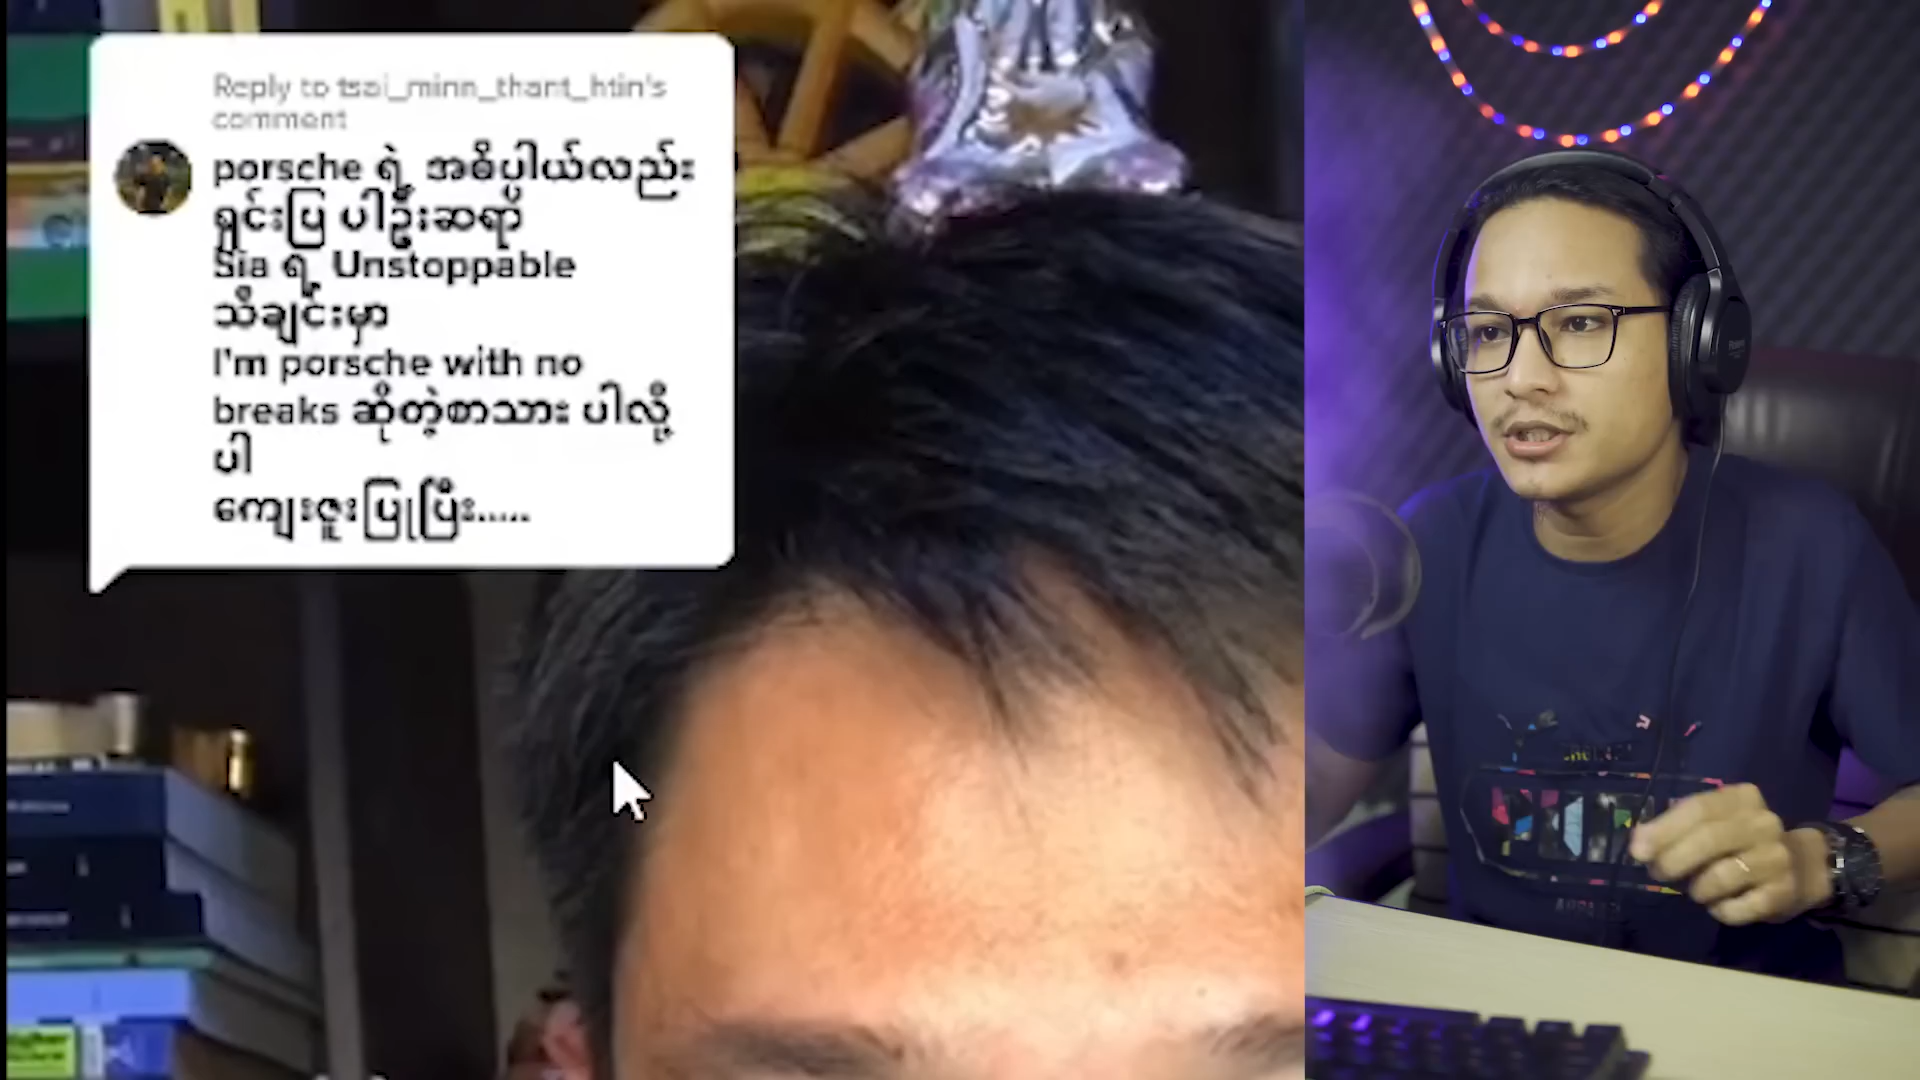 Reply to tsai_minn_thant_htin's
comment
porsche ရဲ့ အဓိပ္ပါယ်လည်း
ရှင်းပြ ပါဦးဆရာ
Sia ရဲ့ Unstoppable
သီချင်းမှာ
I'm porsche with no
breaks ဆိုတဲ့စာသား ပါလို့
ပါ
ကျေးဇူးပြုပြီး.....